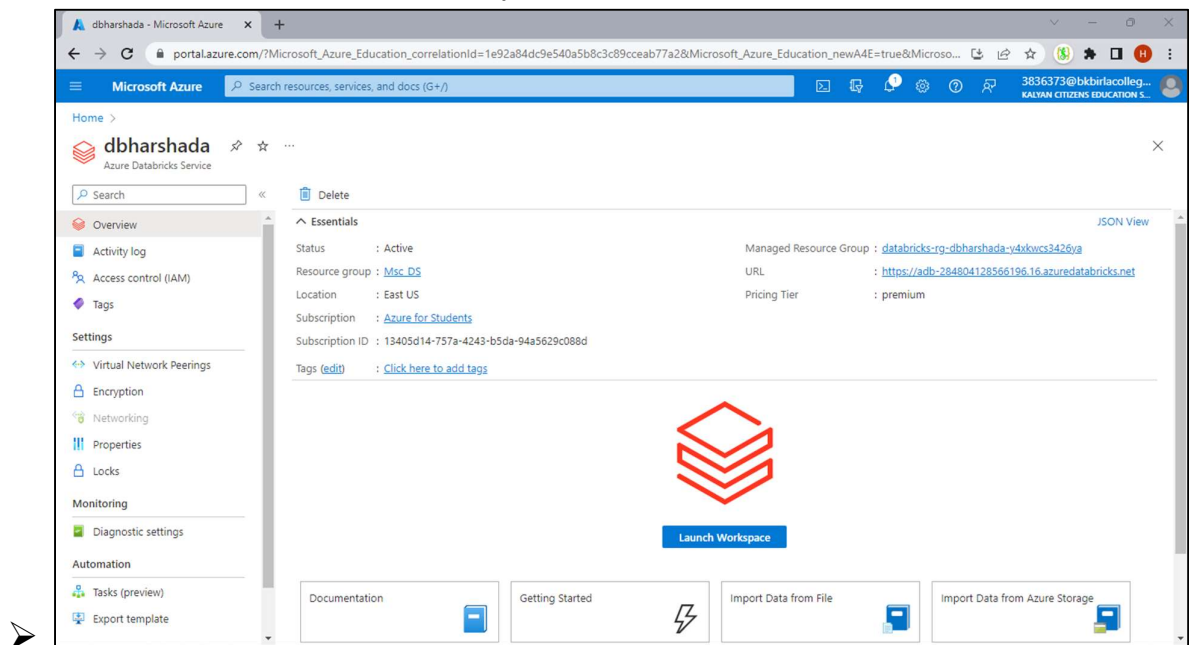 dbharshada - Microsoft Azure
portal.azure.com/?Microsoft_Azure_Education_correlationId=1e92a84dc9e540a5b8c3c89cceab77a2&Microsoft_Azure_Education_newA4E=true&Microso...
H
Microsoft Azure
Search resources, services, and docs (G+/)
1
3836373@bkbirlacolleg...
KALYAN CITIZENS EDUCATION S...
Home >
dbharshada
Azure Databricks Service
Search
Delete
Overview
Activity log
Access control (IAM)
Tags
Settings
Virtual Network Peerings
Encryption
Networking
Properties
Locks
Monitoring
Diagnostic settings
Automation
Tasks (preview)
Export template
Essentials
JSON View
Status : Active
Resource group : Msc_DS
Location : East US
Subscription : Azure for Students
Subscription ID : 13405d14-757a-4243-b5da-94a5629c088d
Tags (edit) : Click here to add tags
Managed Resource Group : databricks-rg-dbharshada-y4xkwcs3426ya
URL : https://adb-284804128566196.16.azuredatabricks.net
Pricing Tier : premium
Launch Workspace
Documentation
Getting Started
Import Data from File
Import Data from Azure Storage